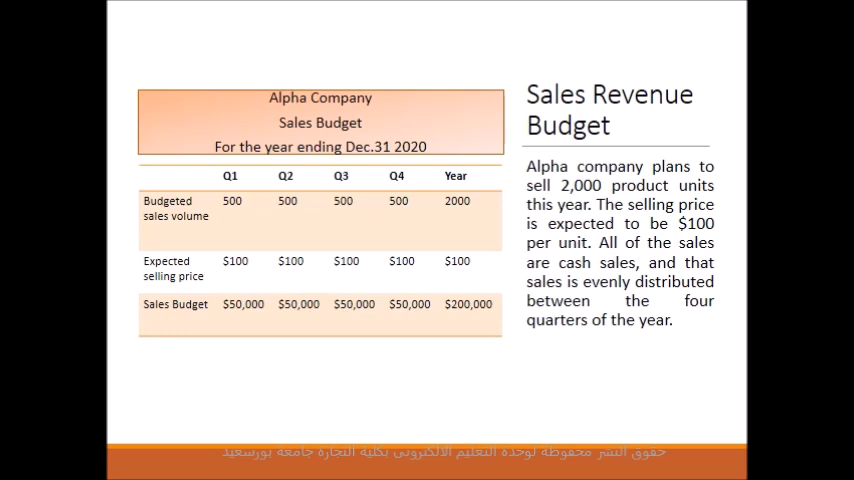 Alpha Company
Sales Budget
For the year ending Dec.31 2020
Q1 Q2 Q3 Q4 Year
Budgeted sales volume 500 500 500 500 2000
Expected selling price $100 $100 $100 $100 $100
Sales Budget $50,000 $50,000 $50,000 $50,000 $200,000
Sales Revenue
Budget
Alpha company plans to
sell 2,000 product units
this year. The selling price
is expected to be $100
per unit. All of the sales
are cash sales, and that
sales is evenly distributed
between the four
quarters of the year.
حقوق النشر محفوظة لوحده التعليم الالكترونى بكلية التجارة جامعة بورسعيد